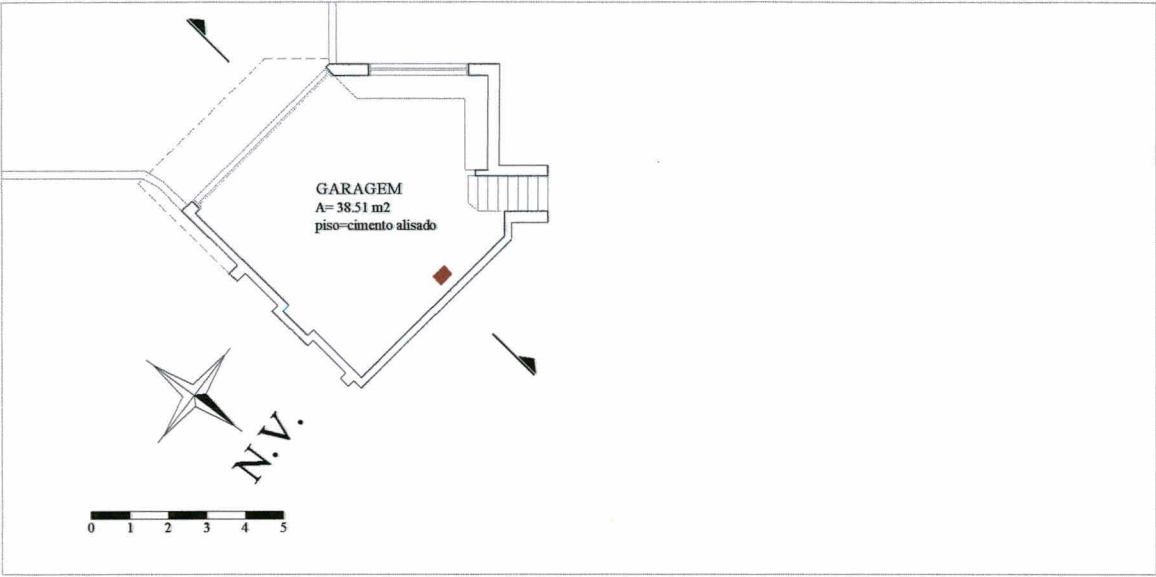 GARAGEM
A= 38.51 m2
piso=cimento alisado
N.V.
0 1 2 3 4 5